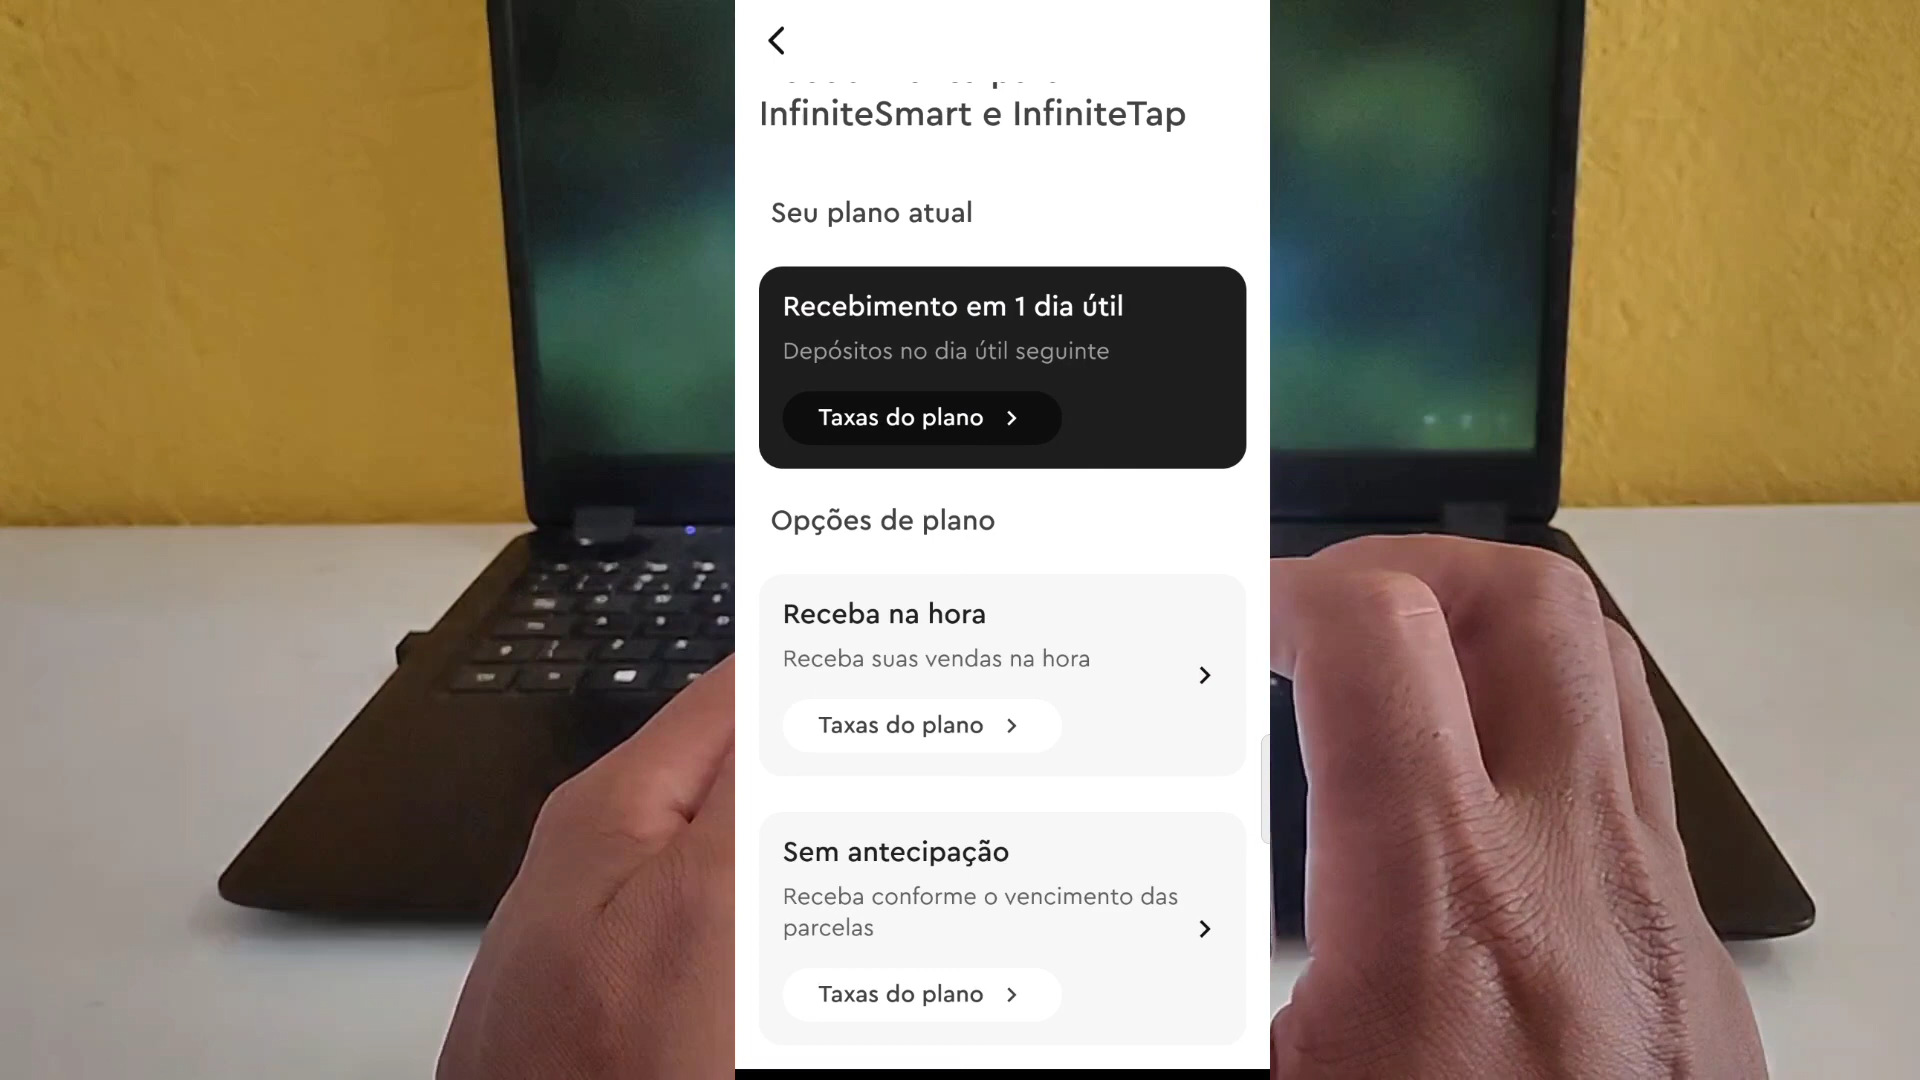 InfiniteSmart e InfiniteTap
Seu plano atual
Recebimento em 1 dia útil
Depósitos no dia útil seguinte
Taxas do plano
Opções de plano
Receba na hora
Receba suas vendas na hora
Taxas do plano
Sem antecipação
Receba conforme o vencimento das
parcelas
Taxas do plano